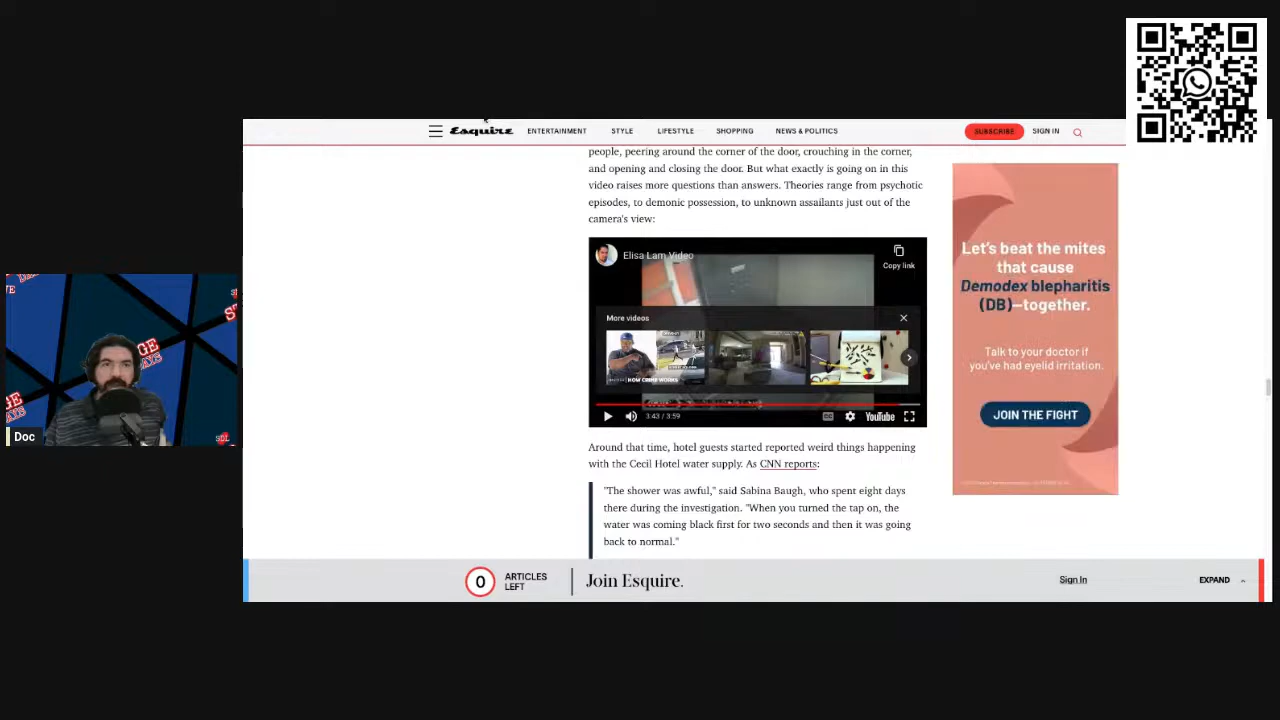 Esquire
ENTERTAINMENT STYLE LIFESTYLE SHOPPING NEWS & POLITICS
SUBSCRIBE SIGN IN
people, peering around the corner of the door, crouching in the corner,
and opening and closing the door. But what exactly is going on in this
video raises more questions than answers. Theories range from psychotic
episodes, to demonic possession, to unknown assailants just out of the
camera's view:
Elisa Lam Video
Copy link
More videos
HOW CRIME WORKS
3:43 / 3:59
YouTube
Around that time, hotel guests started reported weird things happening
with the Cecil Hotel water supply. As CNN reports:
"The shower was awful," said Sabina Baugh, who spent eight days
there during the investigation. "When you turned the tap on, the
water was coming black first for two seconds and then it was going
back to normal."
Let's beat the mites
that cause
Demodex blepharitis
(DB)—together.
Talk to your doctor if
you've had eyelid irritation.
JOIN THE FIGHT
Doc
0 ARTICLES
LEFT
Join Esquire.
Sign In
EXPAND